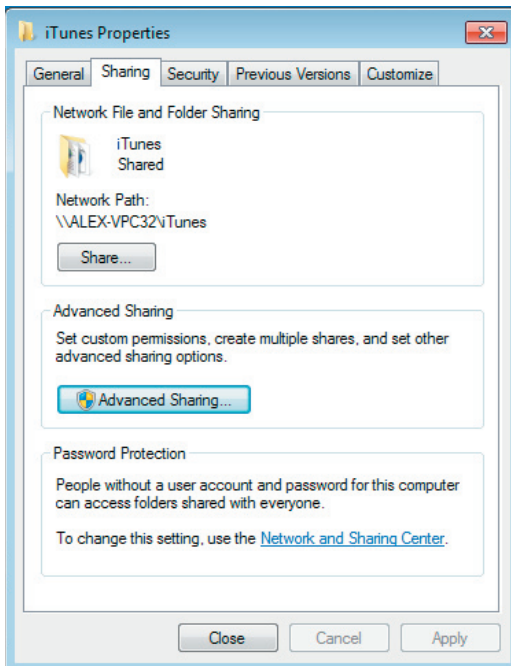 iTunes Properties
General Sharing Security Previous Versions Customize
Network File and Folder Sharing
iTunes
Shared
Network Path:
\\ALEX-VPC32\iTunes
Share...
Advanced Sharing
Set custom permissions, create multiple shares, and set other
advanced sharing options.
Advanced Sharing...
Password Protection
People without a user account and password for this computer
can access folders shared with everyone.
To change this setting, use the Network and Sharing Center.
Close Cancel Apply